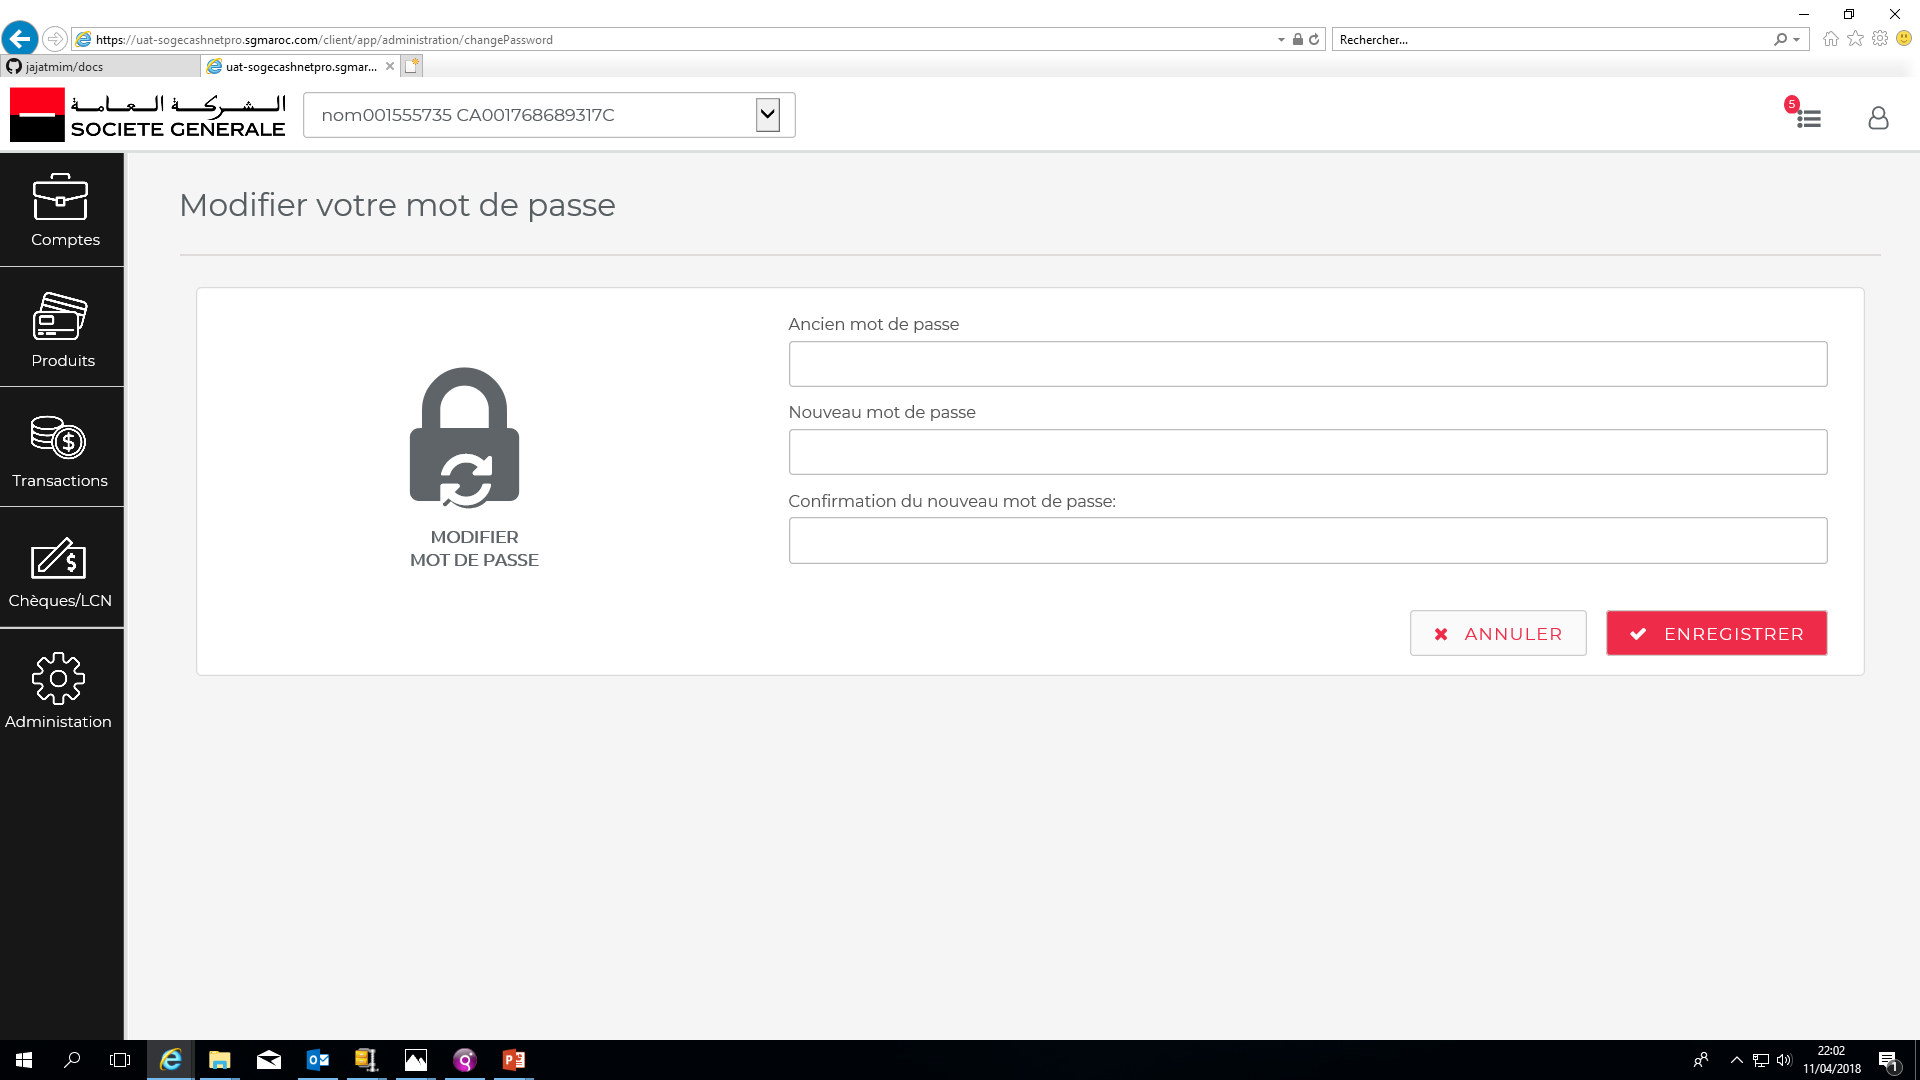 https://uat-sogecashnetpro.sgmaroc.com/client/app/administration/changePassword
Rechercher...
jajatmim/docs
uat-sogecashnetpro.sgmar...
الشركة العامة
SOCIETE GENERALE
nom001555735 CA001768689317C
5
Comptes
Produits
Transactions
Chèques/LCN
Administation
Modifier votre mot de passe
MODIFIER
MOT DE PASSE
Ancien mot de passe
Nouveau mot de passe
Confirmation du nouveau mot de passe:
ANNULER
ENREGISTRER
22:02
11/04/2018
1